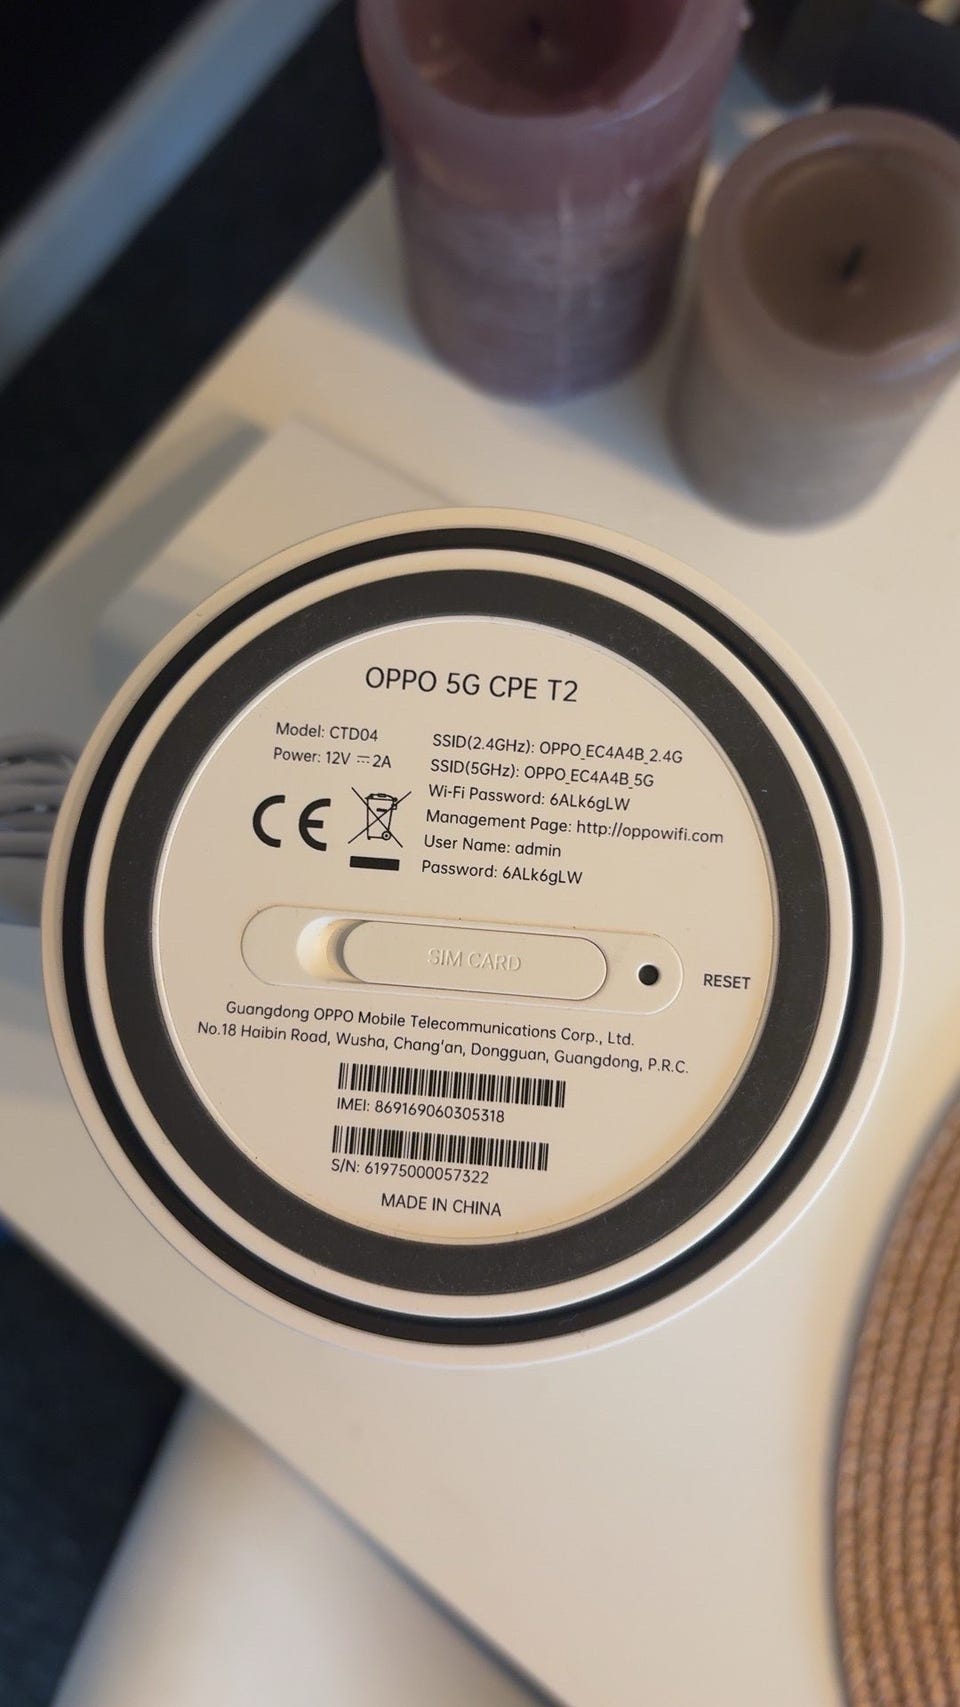 OPPO 5G CPE T2
Model: CTD04
Power: 12V ⎓ 2A
SSID(2.4GHz): OPPO_EC4A4B_2.4G
SSID(5GHz): OPPO_EC4A4B_5G
Wi-Fi Password: 6ALk6gLW
Management Page: http://oppowifi.com
User Name: admin
Password: 6ALk6gLW
CE
SIM CARD
RESET
Guangdong OPPO Mobile Telecommunications Corp., Ltd.
No.18 Haibin Road, Wusha, Chang'an, Dongguan, Guangdong, P.R.C.
IMEI: 869169060305318
S/N: 61975000057322
MADE IN CHINA